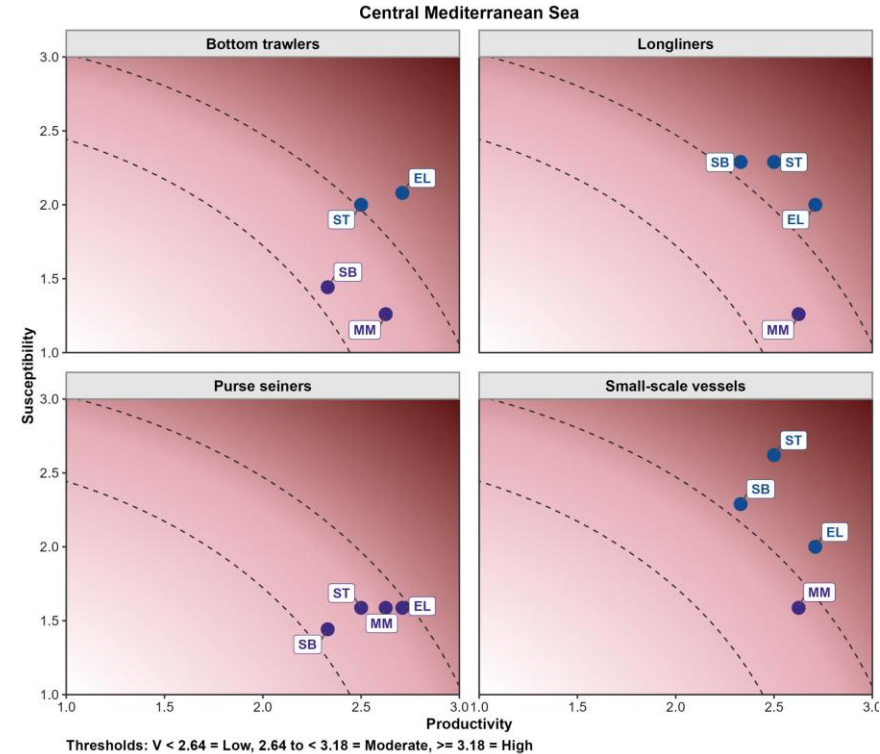 Central Mediterranean Sea
Bottom trawlers
Longliners
3.0
2.5
2.0
1.5
1.0
EL
ST
SB
MM
SB
ST
EL
MM
Susceptibility
Purse seiners
Small-scale vessels
3.0
2.5
2.0
1.5
1.0
ST
EL
MM
SB
ST
SB
EL
MM
1.0 1.5 2.0 2.5 3.0 1.0 1.5 2.0 2.5 3.0
Productivity
Thresholds: V < 2.64 = Low, 2.64 to < 3.18 = Moderate, >= 3.18 = High